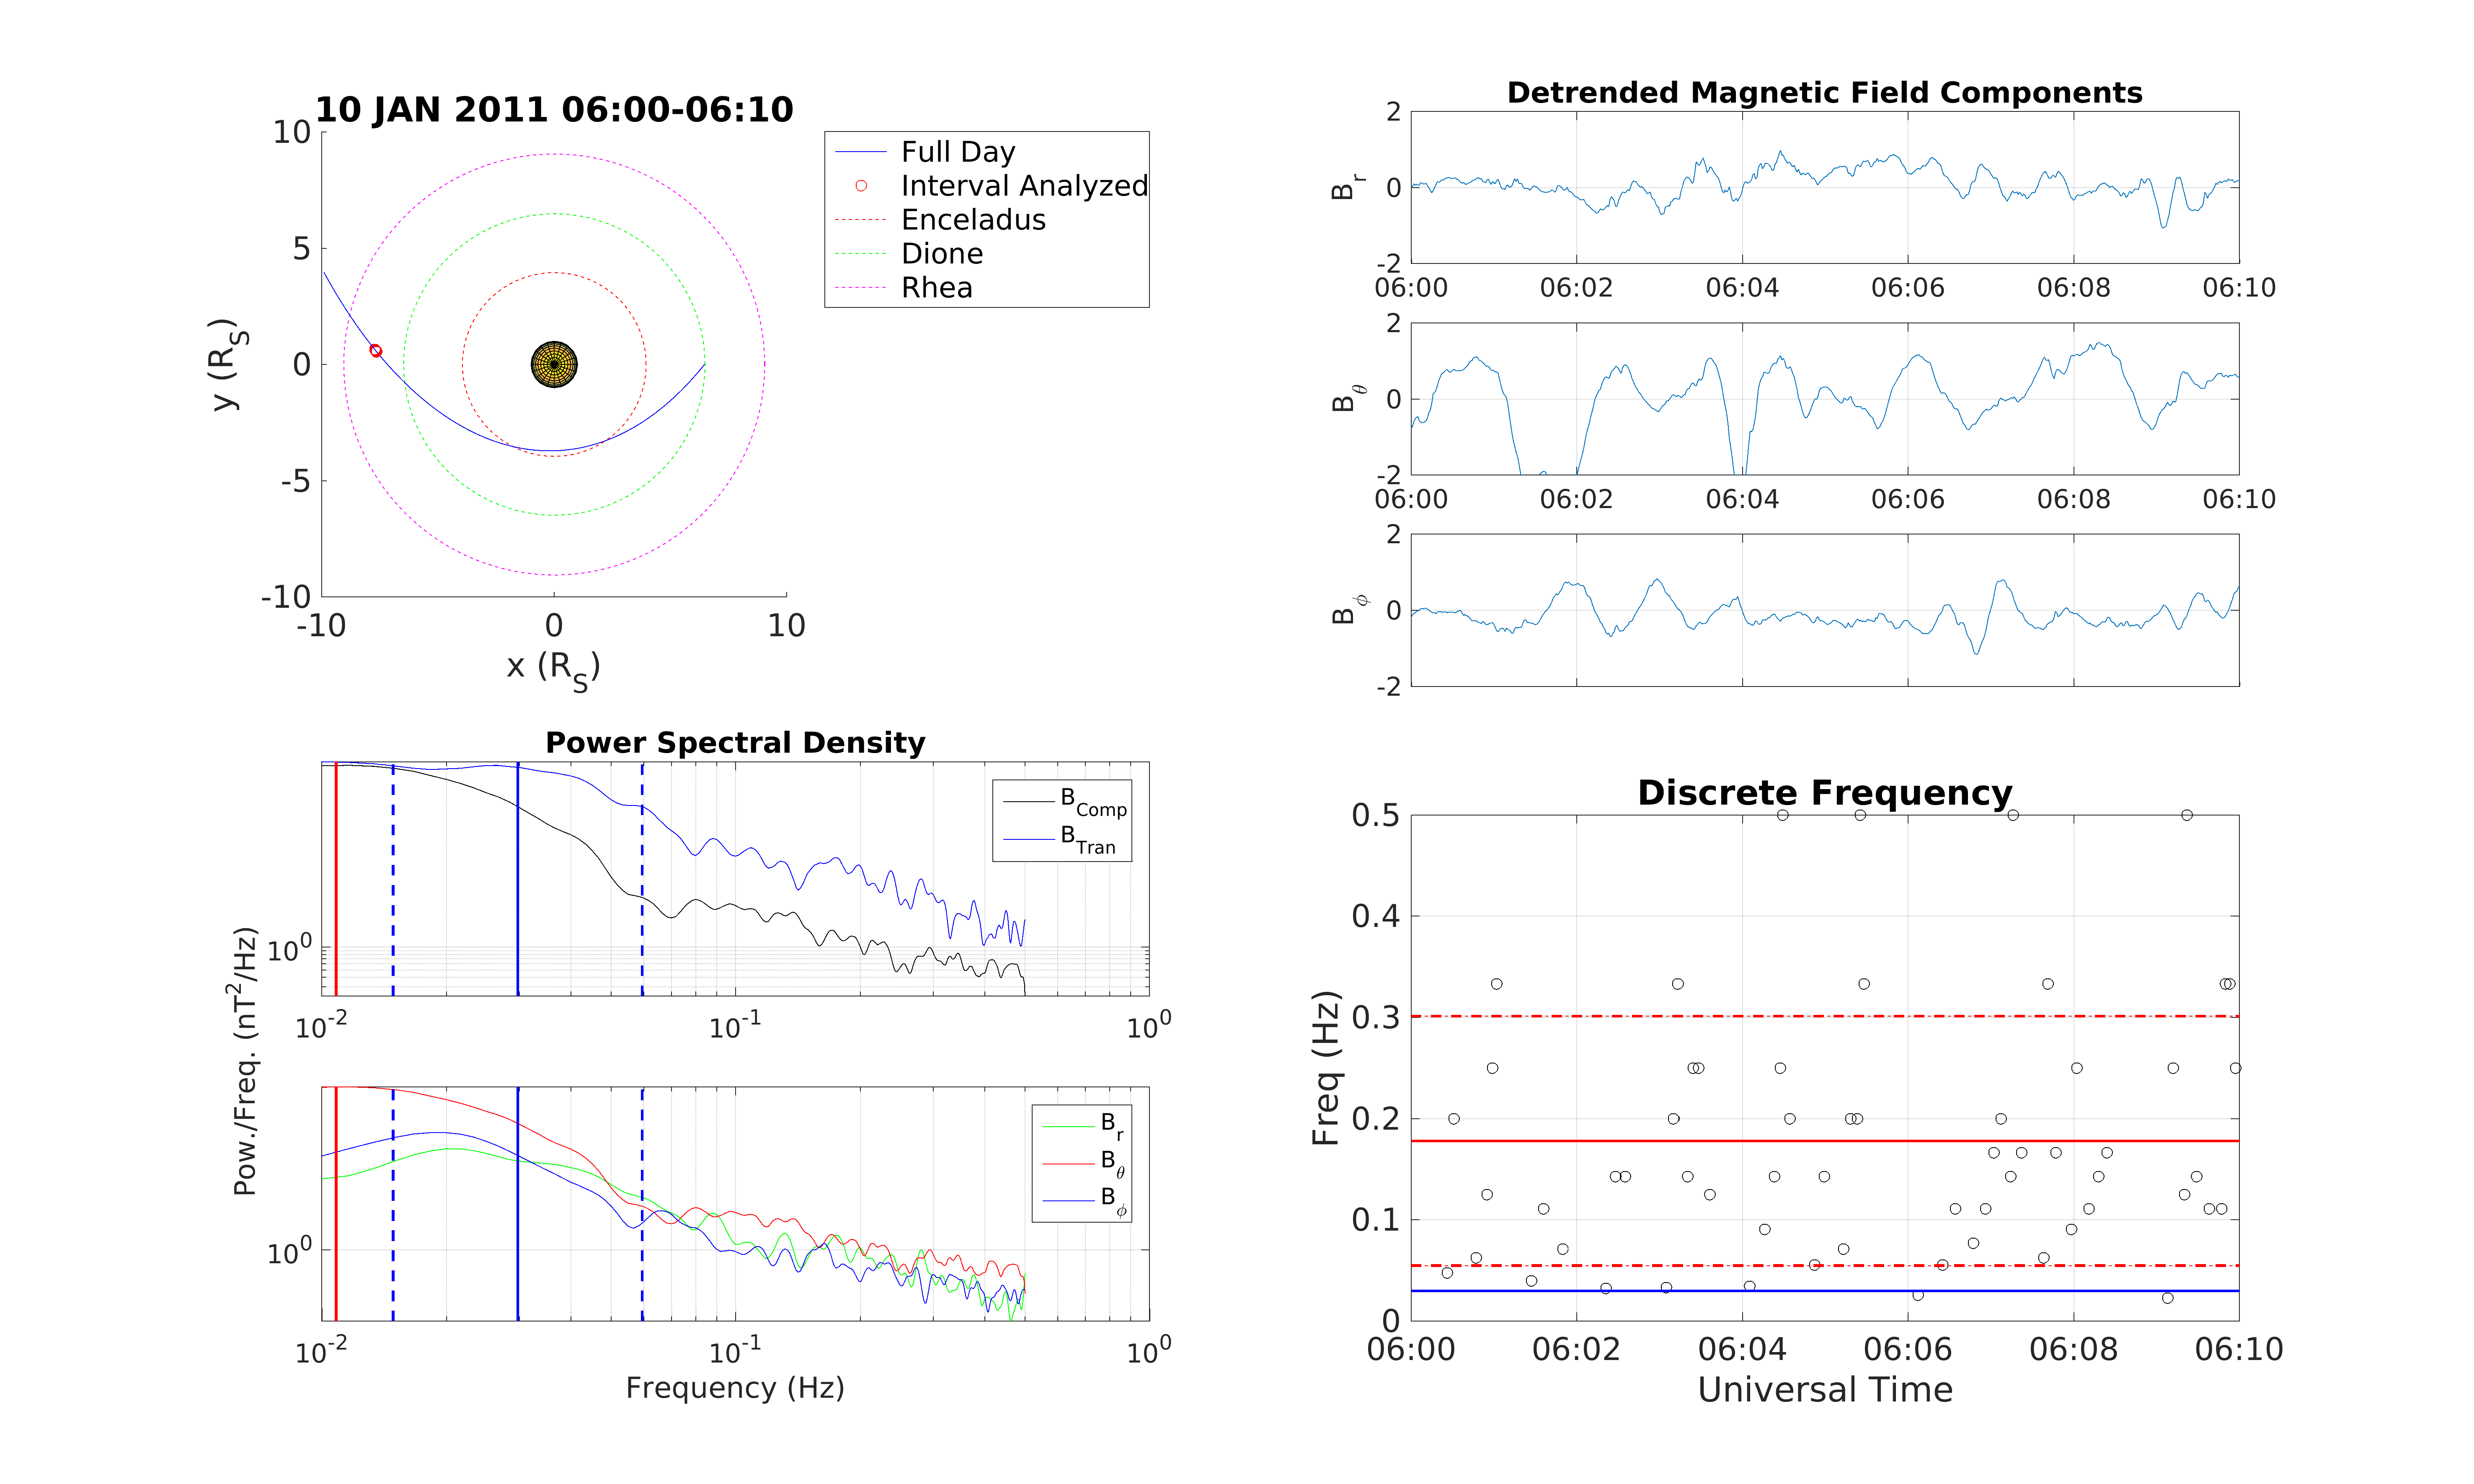 10 JAN 2011 06:00-06:10
10
5
0
-5
-10
-10
0
10
y (R_S)
x (R_S)
Full Day
Interval Analyzed
Enceladus
Dione
Rhea
Detrended Magnetic Field Components
B_r
2
0
-2
06:00
06:02
06:04
06:06
06:08
06:10
B_θ
2
0
-2
06:00
06:02
06:04
06:06
06:08
06:10
B_ϕ
2
0
-2
Power Spectral Density
B_Comp
B_Tran
10^0
10^-2
10^-1
10^0
Pow./Freq. (nT^2/Hz)
B_r
B_θ
B_ϕ
10^0
10^-2
10^-1
10^0
Frequency (Hz)
Discrete Frequency
Freq (Hz)
0.5
0.4
0.3
0.2
0.1
0
06:00
06:02
06:04
06:06
06:08
06:10
Universal Time